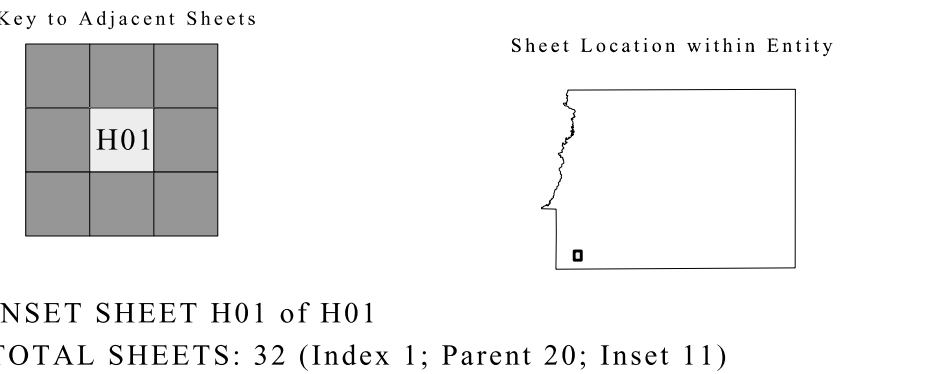 Key to Adjacent Sheets
Sheet Location within Entity
H01
NSET SHEET H01 of H01
TOTAL SHEETS: 32 (Index 1; Parent 20; Inset 11)